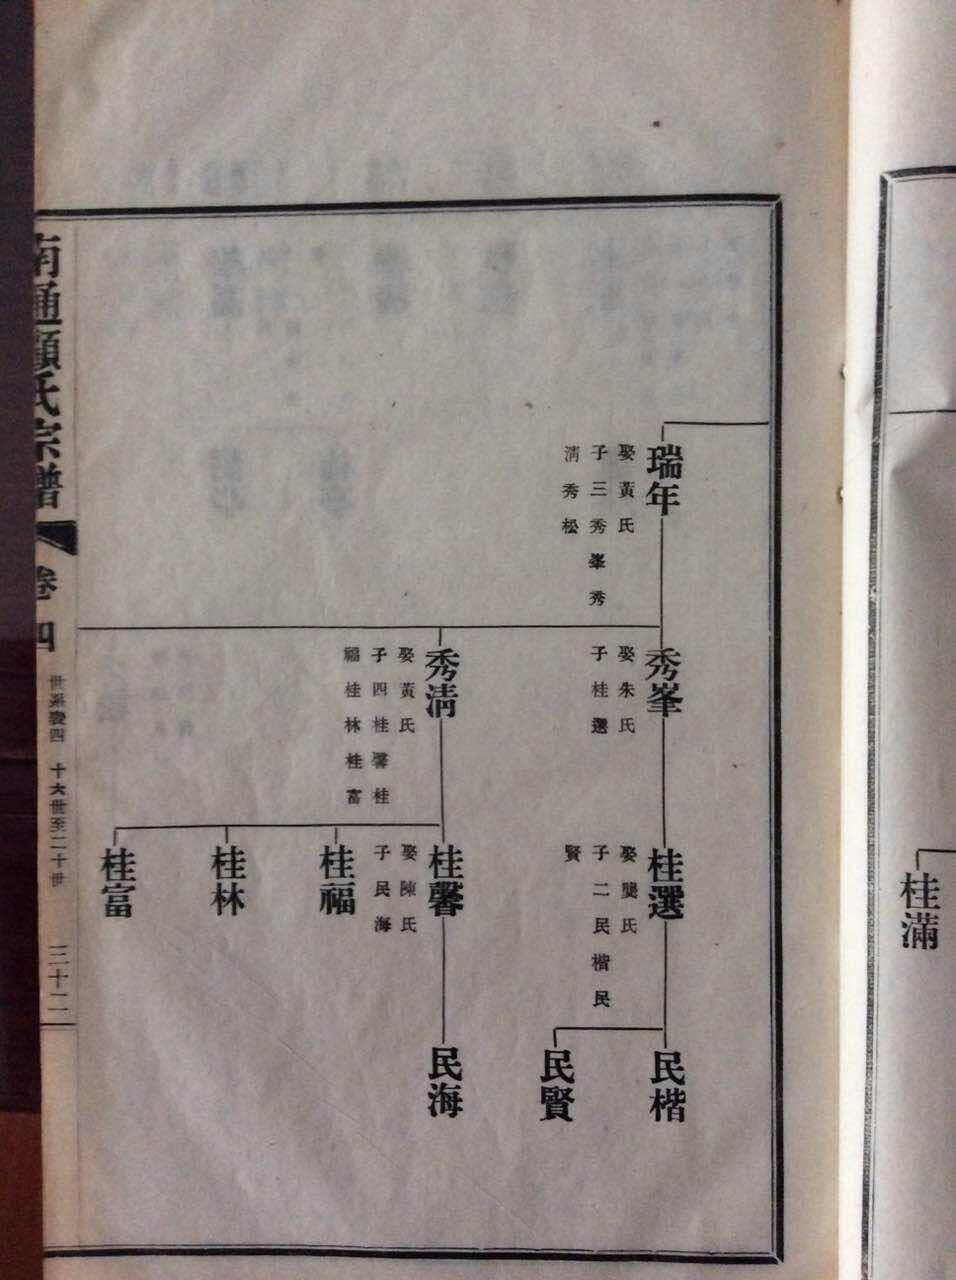 瑞年
娶黃氏
子三秀峯秀
淸秀松
秀峯
娶朱氏
子桂選
秀淸
娶黃氏
子四桂馨桂
福桂林桂富
桂選
娶龔氏
子二民楷民
賢
桂馨
娶陳氏
子民海
桂福
桂林
桂富
民楷
民賢
民海
南通顧氏宗譜
卷四
世系表四 十六世至二十世
三十二
桂滿